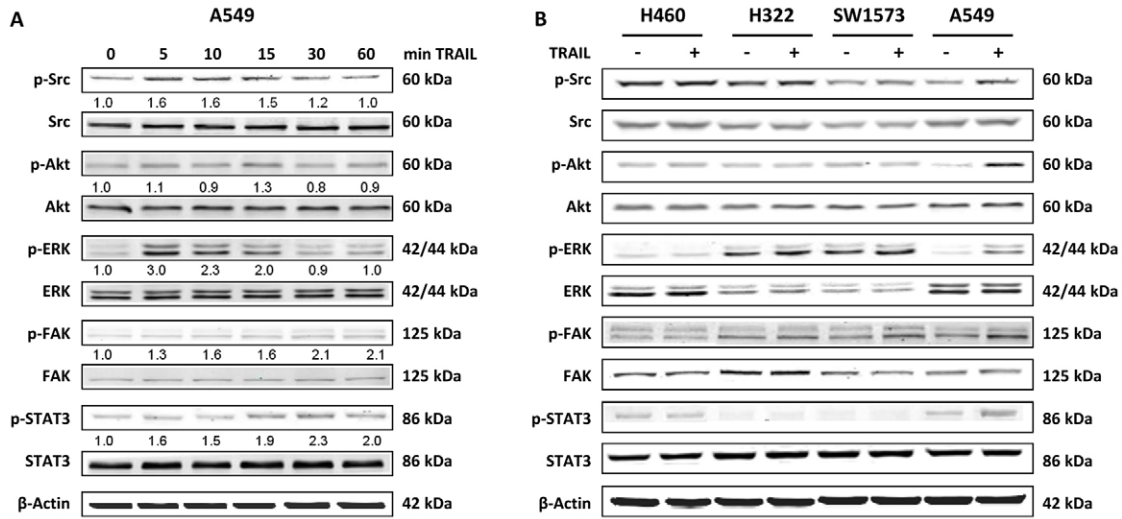 A
A549
0 5 10 15 30 60 min TRAIL
p-Src 60 kDa
1.0 1.6 1.6 1.5 1.2 1.0
Src 60 kDa
p-Akt 60 kDa
1.0 1.1 0.9 1.3 0.8 0.9
Akt 60 kDa
p-ERK 42/44 kDa
1.0 3.0 2.3 2.0 0.9 1.0
ERK 42/44 kDa
p-FAK 125 kDa
1.0 1.3 1.6 1.6 2.1 2.1
FAK 125 kDa
p-STAT3 86 kDa
1.0 1.6 1.5 1.9 2.3 2.0
STAT3 86 kDa
β-Actin 42 kDa
B
H460 H322 SW1573 A549
TRAIL - + - + - + - +
p-Src 60 kDa
Src 60 kDa
p-Akt 60 kDa
Akt 60 kDa
p-ERK 42/44 kDa
ERK 42/44 kDa
p-FAK 125 kDa
FAK 125 kDa
p-STAT3 86 kDa
STAT3 86 kDa
β-Actin 42 kDa